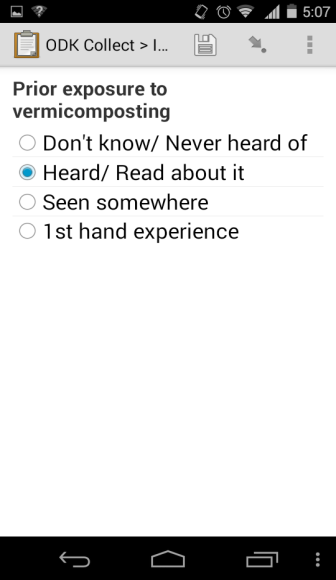 5:07
ODK Collect > I...
Prior exposure to
vermicomposting
Don't know/ Never heard of
Heard/ Read about it
Seen somewhere
1st hand experience